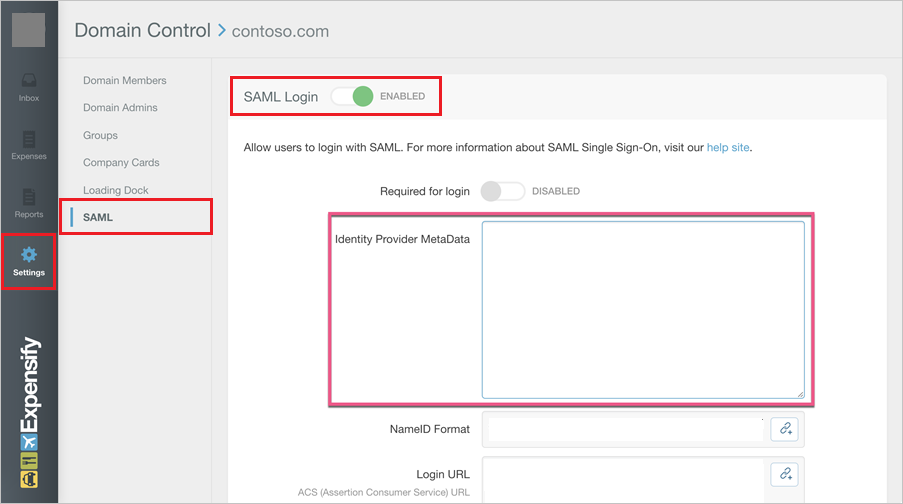 Domain Control > contoso.com
Inbox
Expenses
Reports
Settings
Expensify
Domain Members
Domain Admins
Groups
Company Cards
Loading Dock
SAML
SAML Login ENABLED
Allow users to login with SAML. For more information about SAML Single Sign-On, visit our help site.
Required for login DISABLED
Identity Provider MetaData
NameID Format
Login URL
ACS (Assertion Consumer Service) URL